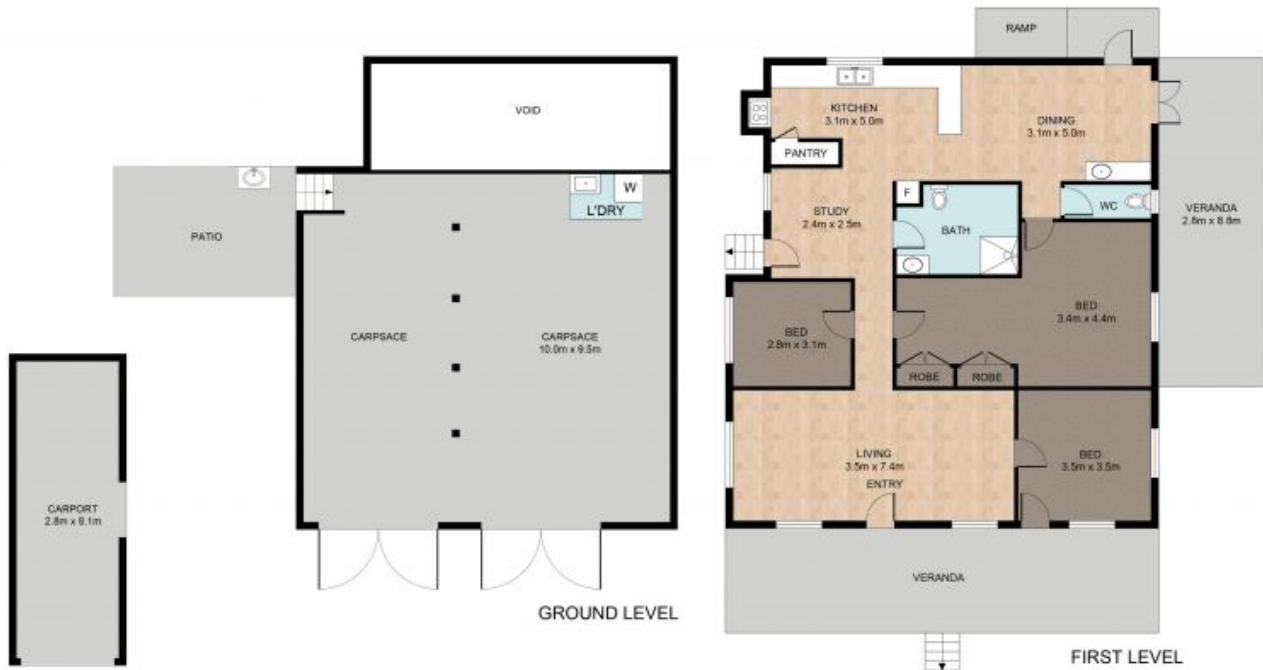 VOID
W
L'DRY
PATIO
CARPSACE
CARPSACE
10.0m x 9.5m
CARPORT
2.8m x 8.1m
GROUND LEVEL
RAMP
KITCHEN
3.1m x 5.0m
DINING
3.1m x 5.0m
PANTRY
F
STUDY
2.4m x 2.5m
BATH
WC
VERANDA
2.8m x 8.8m
BED
2.8m x 3.1m
BED
3.4m x 4.4m
ROBE
ROBE
LIVING
3.5m x 7.4m
ENTRY
BED
3.5m x 3.5m
VERANDA
FIRST LEVEL